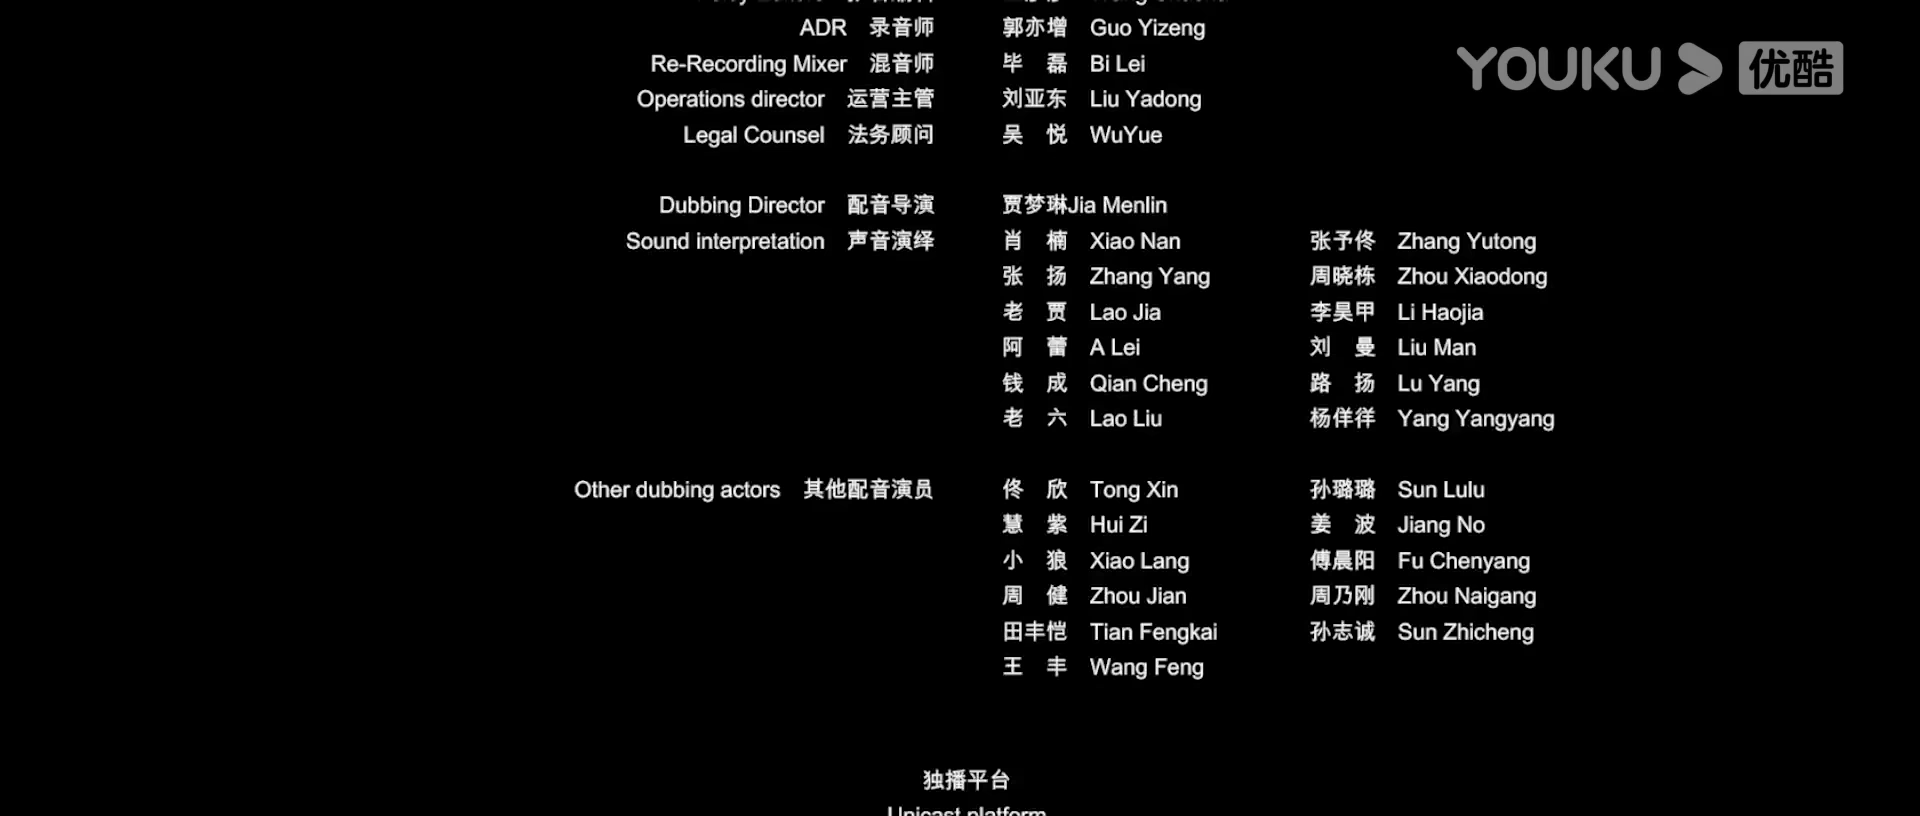 ADR 录音师 郭亦增 Guo Yizeng
YOUKU 优酷
Re-Recording Mixer 混音师 毕 磊 Bi Lei
Operations director 运营主管 刘亚东 Liu Yadong
Legal Counsel 法务顾问 吴 悦 WuYue
Dubbing Director 配音导演 贾梦琳Jia Menlin
Sound interpretation 声音演绎 肖 楠 Xiao Nan 张予佟 Zhang Yutong
张 扬 Zhang Yang 周晓栋 Zhou Xiaodong
老 贾 Lao Jia 李昊甲 Li Haojia
阿 蕾 A Lei 刘 曼 Liu Man
钱 成 Qian Cheng 路 扬 Lu Yang
老 六 Lao Liu 杨佯徉 Yang Yangyang
Other dubbing actors 其他配音演员 佟 欣 Tong Xin 孙璐璐 Sun Lulu
慧 紫 Hui Zi 姜 波 Jiang No
小 狼 Xiao Lang 傅晨阳 Fu Chenyang
周 健 Zhou Jian 周乃刚 Zhou Naigang
田丰恺 Tian Fengkai 孙志诚 Sun Zhicheng
王 丰 Wang Feng
独播平台
Unicast platform